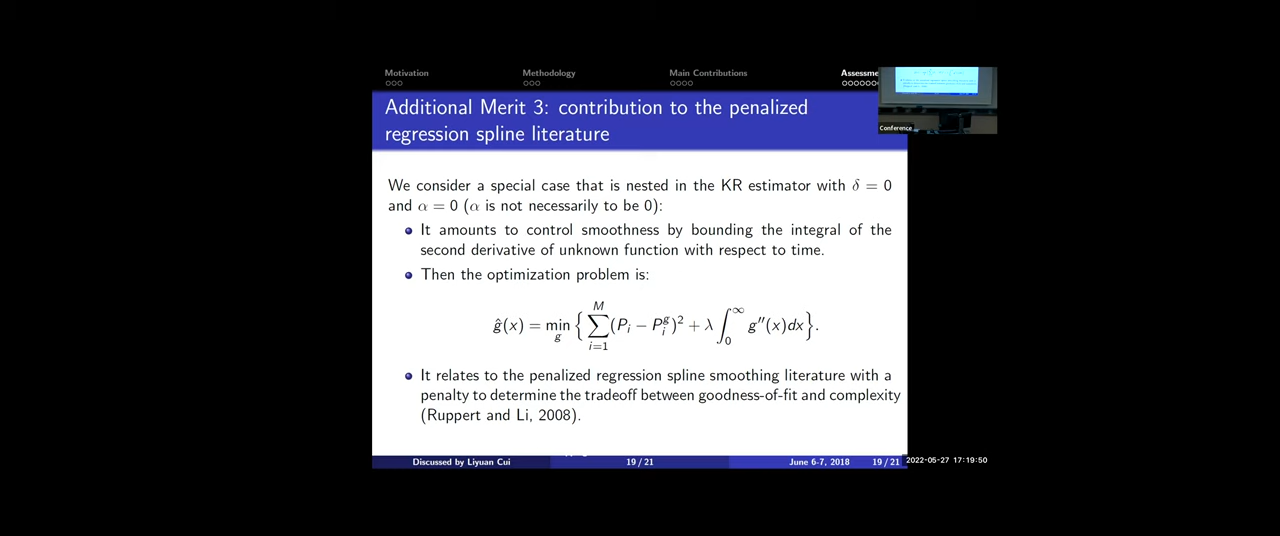 Motivation Methodology Main Contributions Assessme
Additional Merit 3: contribution to the penalized
regression spline literature
Conference
We consider a special case that is nested in the KR estimator with δ = 0
and α = 0 (α is not necessarily to be 0):
It amounts to control smoothness by bounding the integral of the
second derivative of unknown function with respect to time.
Then the optimization problem is:
ĝ(x) = min_g { ∑_{i=1}^{M} (P_i − P_i^g)² + λ ∫_0^∞ g′′(x)dx }.
It relates to the penalized regression spline smoothing literature with a
penalty to determine the tradeoff between goodness-of-fit and complexity
(Ruppert and Li, 2008).
Discussed by Liyuan Cui 19 / 21 June 6-7, 2018 19 / 21 2022-05-27 17:19:50